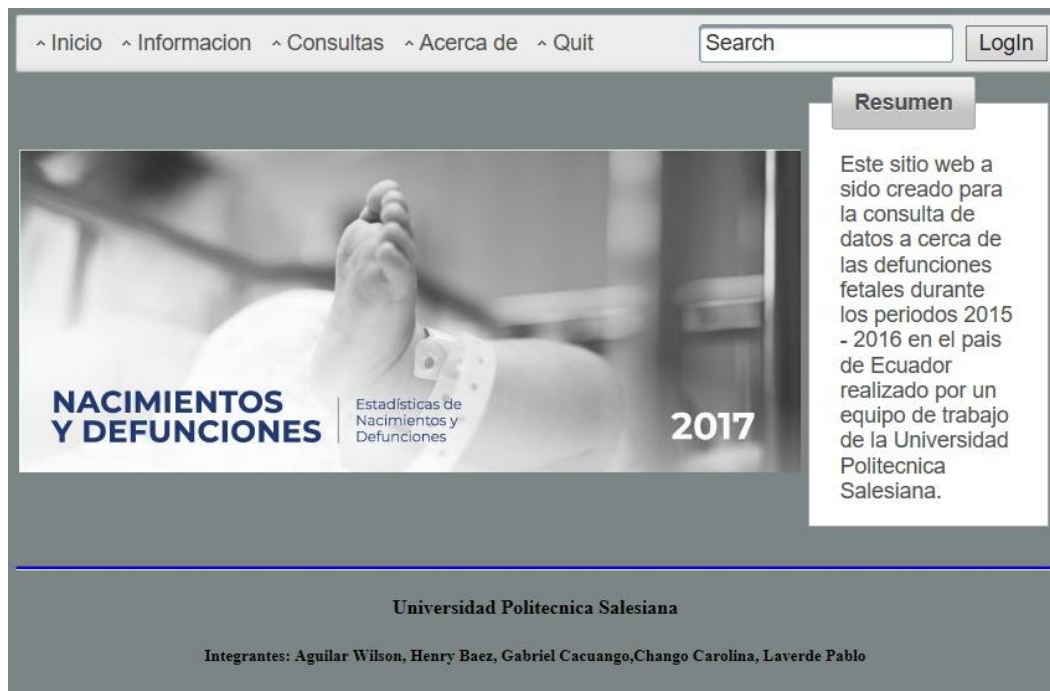 ^ Inicio ^ Informacion ^ Consultas ^ Acerca de ^ Quit Search LogIn
NACIMIENTOS
Y DEFUNCIONES
Estadísticas de
Nacimientos y
Defunciones
2017
Resumen
Este sitio web a
sido creado para
la consulta de
datos a cerca de
las defunciones
fetales durante
los periodos 2015
- 2016 en el pais
de Ecuador
realizado por un
equipo de trabajo
de la Universidad
Politecnica
Salesiana.
Universidad Politecnica Salesiana
Integrantes: Aguilar Wilson, Henry Baez, Gabriel Cacuango,Chango Carolina, Laverde Pablo